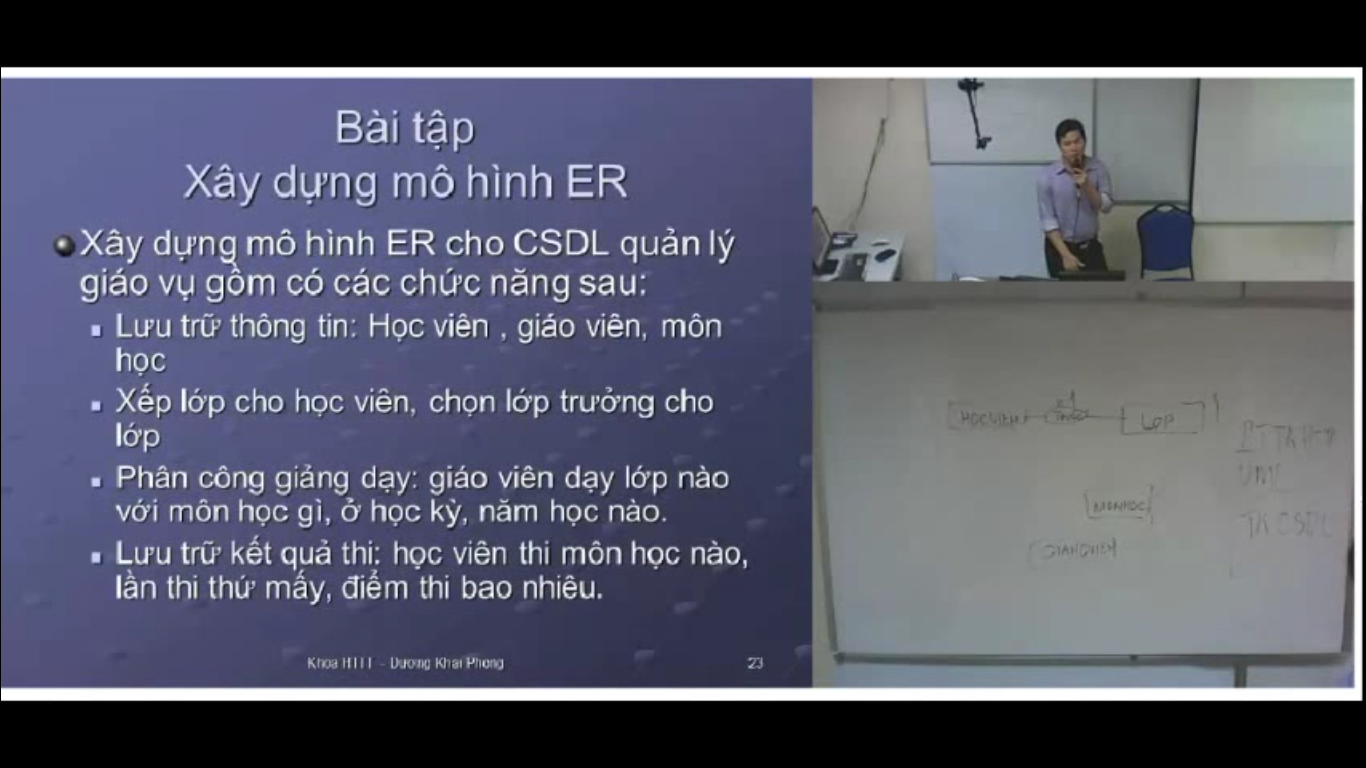 Bài tập
Xây dựng mô hình ER
Xây dựng mô hình ER cho CSDL quản lý
giáo vụ gồm có các chức năng sau:
Lưu trữ thông tin: Học viên , giáo viên, môn
học
Xếp lớp cho học viên, chọn lớp trưởng cho
lớp
Phân công giảng dạy: giáo viên dạy lớp nào
với môn học gì, ở học kỳ, năm học nào.
Lưu trữ kết quả thi: học viên thi môn học nào,
lần thi thứ mấy, điểm thi bao nhiêu.
Khoa HTTT - Dương Khai Phong
23
HOCVIEN
LOP
MONHOC
GIAOVIEN
UML
TK CSDL